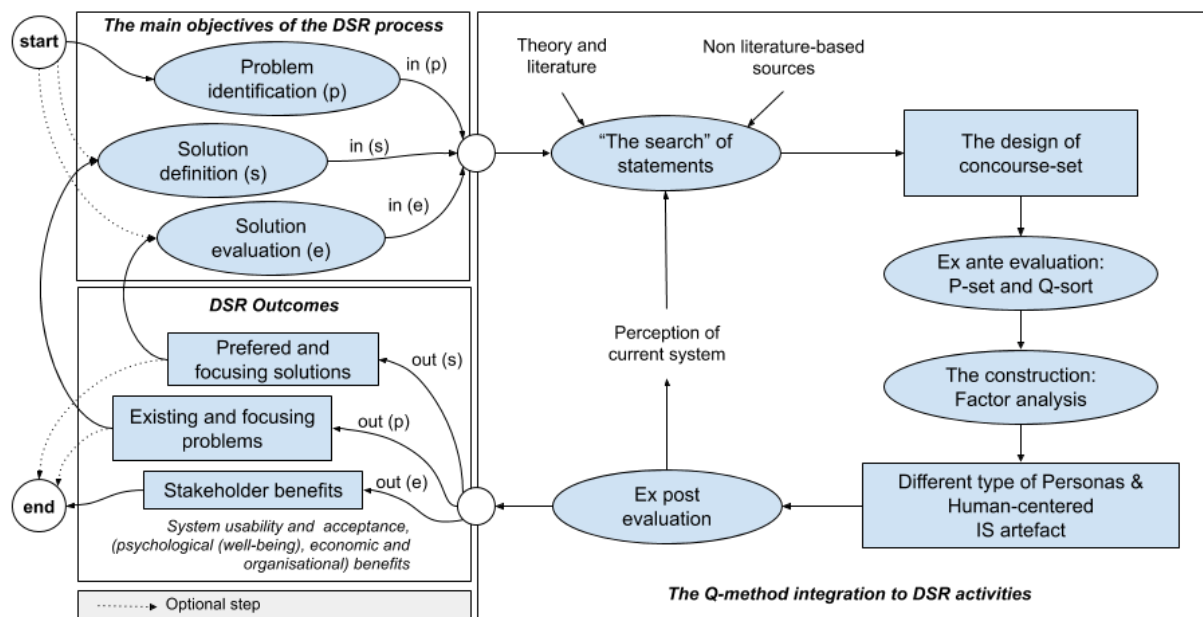 The main objectives of the DSR process
start
Problem
identification (p)
in (p)
Solution
definition (s)
in (s)
Solution
evaluation (e)
in (e)
DSR Outcomes
Prefered and
focusing solutions
out (s)
Existing and focusing
problems
out (p)
Stakeholder benefits
out (e)
end
System usability and acceptance,
(psychological (well-being), economic and
organisational) benefits
Optional step
Theory and
literature
Non literature-based
sources
“The search” of
statements
The design of
concourse-set
Ex ante evaluation:
P-set and Q-sort
Perception of
current system
The construction:
Factor analysis
Ex post
evaluation
Different type of Personas &
Human-centered
IS artefact
The Q-method integration to DSR activities